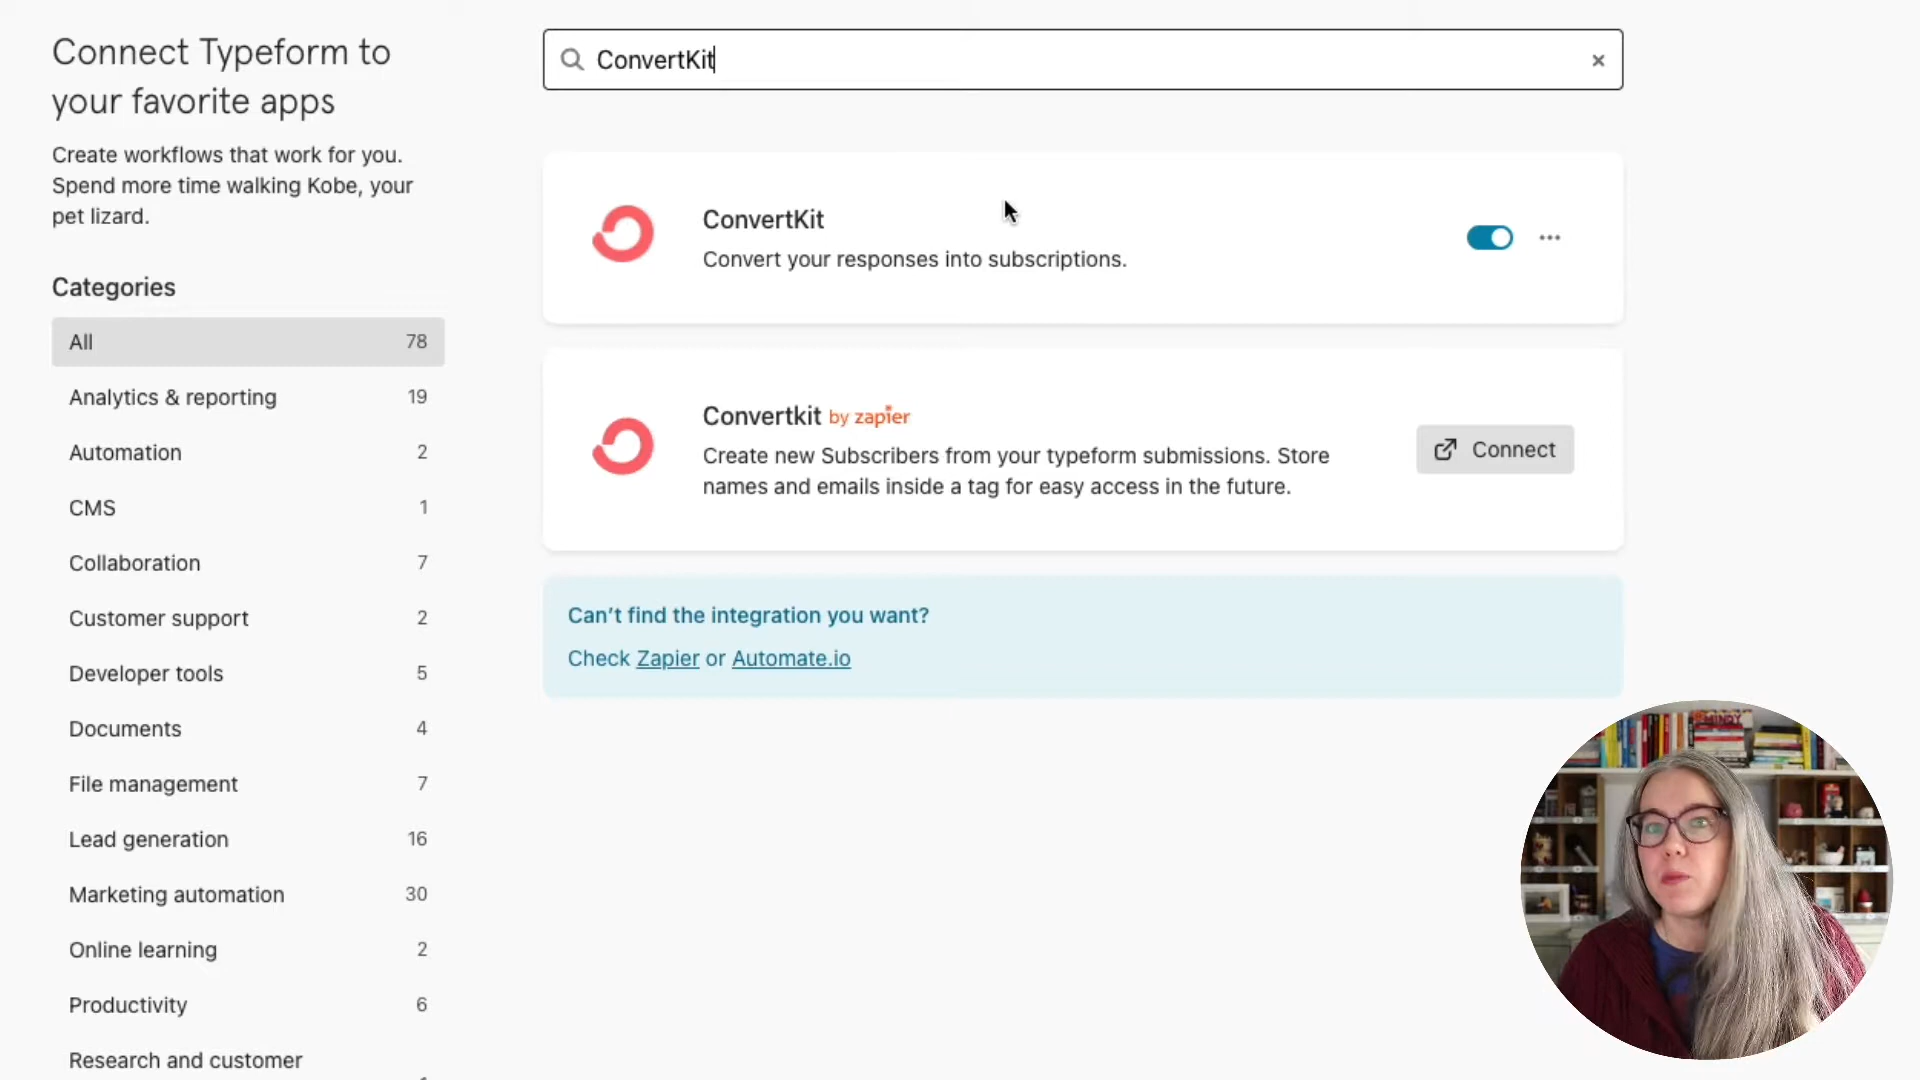 Connect Typeform to
your favorite apps
Create workflows that work for you.
Spend more time walking Kobe, your
pet lizard.
Categories
All 78
Analytics & reporting 19
Automation 2
CMS 1
Collaboration 7
Customer support 2
Developer tools 5
Documents 4
File management 7
Lead generation 16
Marketing automation 30
Online learning 2
Productivity 6
Research and customer
ConvertKit
ConvertKit
Convert your responses into subscriptions.
Convertkit by zapier
Create new Subscribers from your typeform submissions. Store
names and emails inside a tag for easy access in the future.
Connect
Can't find the integration you want?
Check Zapier or Automate.io